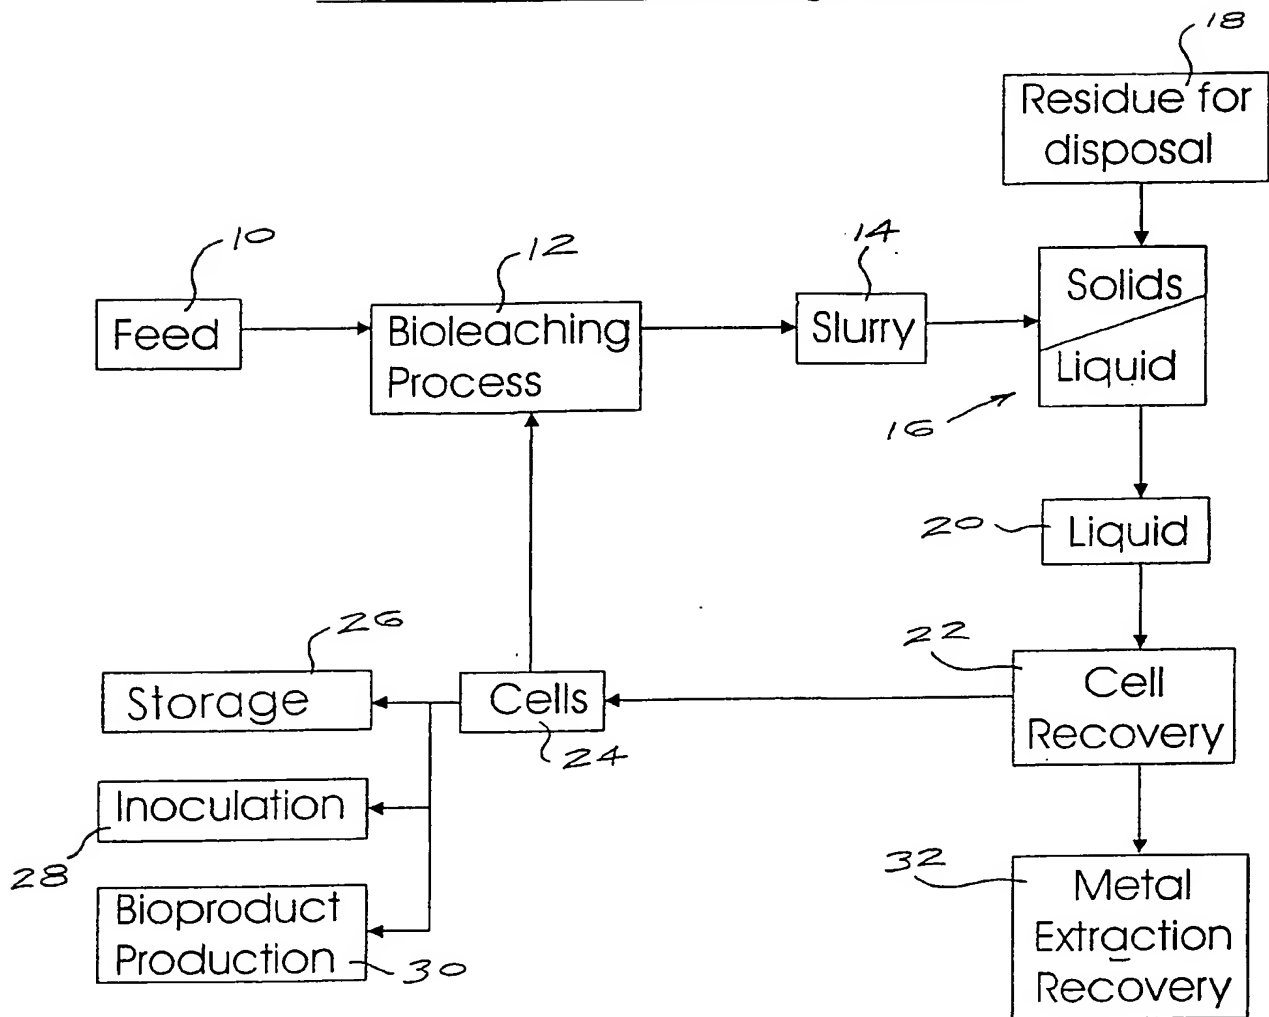 18
Residue for
disposal
10
12
14
Feed
Bioleaching
Process
Slurry
Solids
Liquid
16
20
Liquid
26
22
Storage
Cells
24
Cell
Recovery
Inoculation
28
32
Bioproduct
Production
30
Metal
Extraction
Recovery